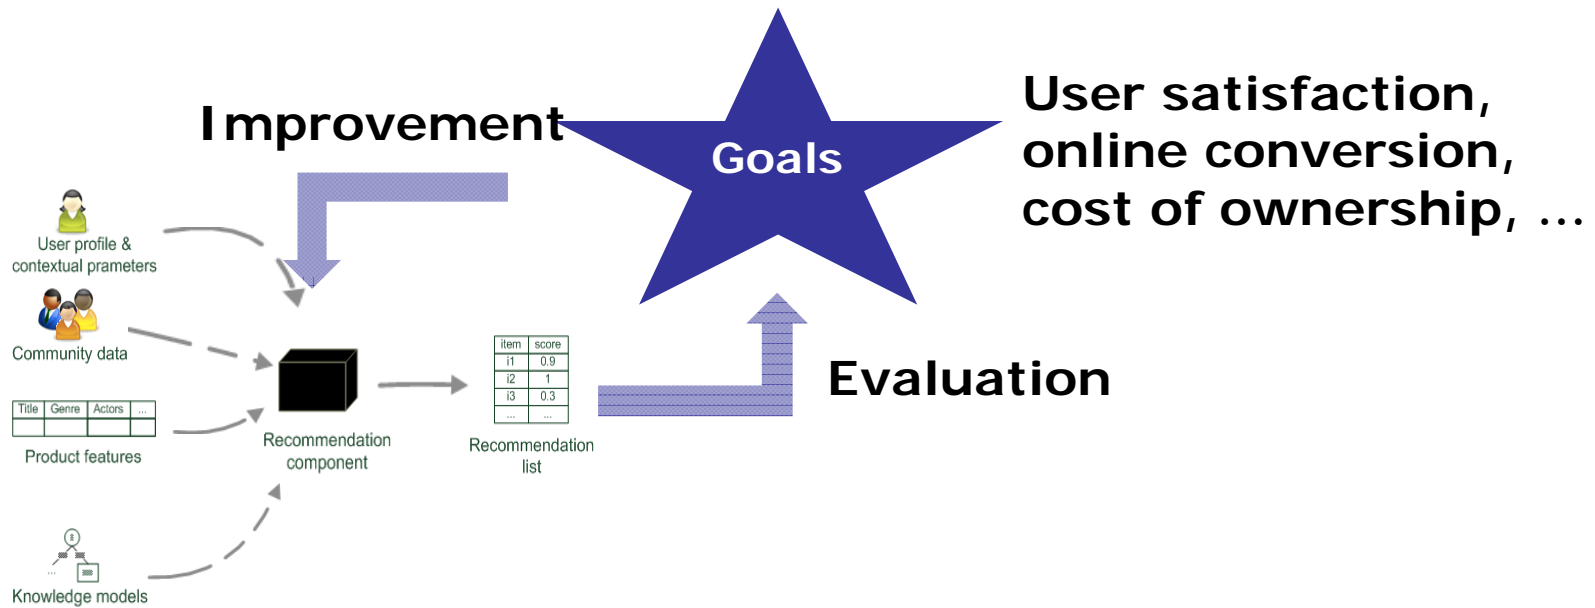 Improvement
Goals
User satisfaction,
online conversion,
cost of ownership, ...
User profile &
contextual prameters
Community data
Title Genre Actors ...
Product features
Knowledge models
Recommendation
component
item score
i1 0.9
i2 1
i3 0.3
... ...
Recommendation
list
Evaluation
...